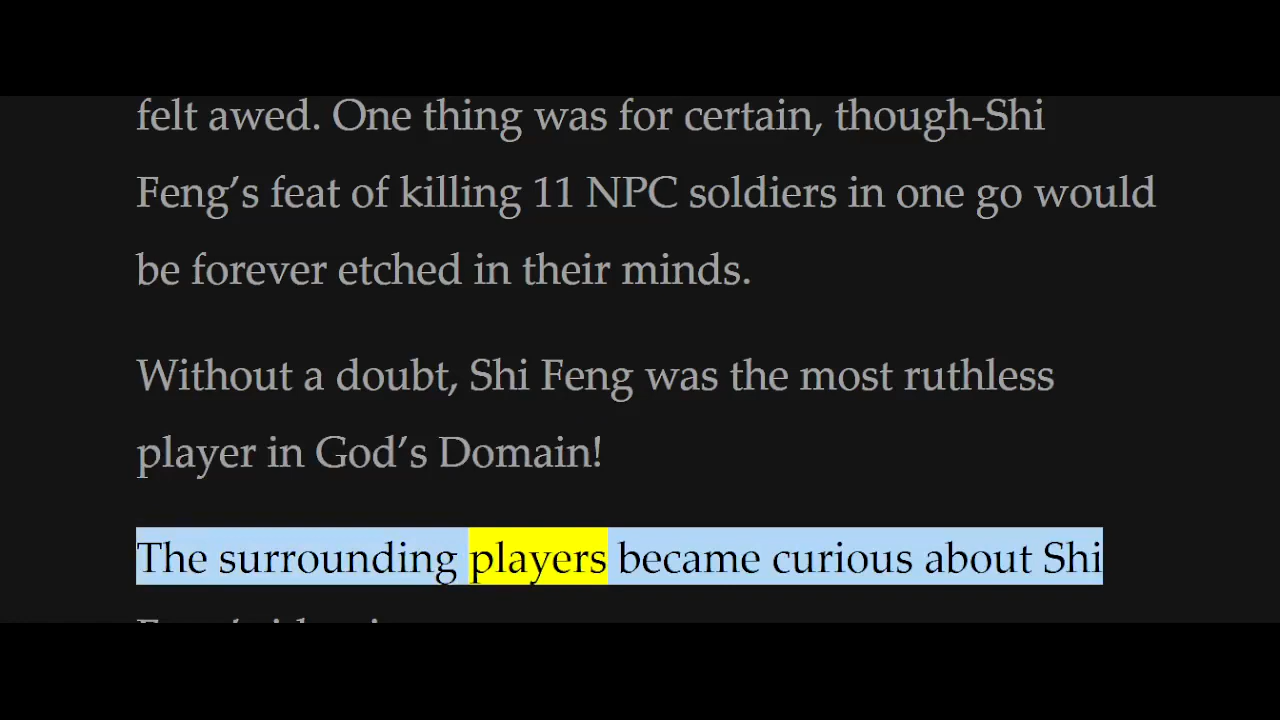 felt awed. One thing was for certain, though-Shi
Feng’s feat of killing 11 NPC soldiers in one go would
be forever etched in their minds.
Without a doubt, Shi Feng was the most ruthless
player in God’s Domain!
The surrounding players became curious about Shi